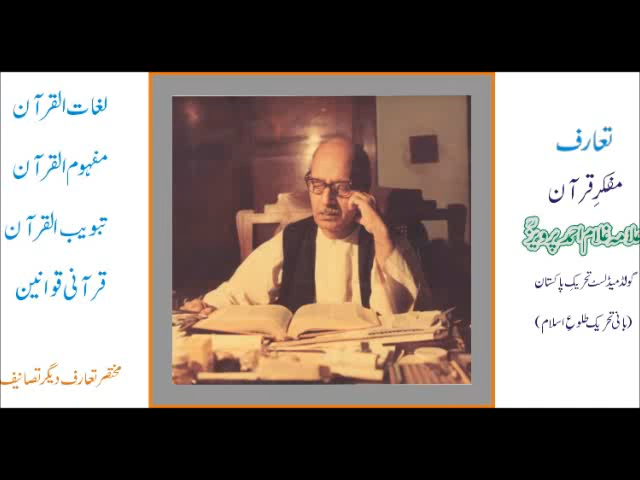 تعارف
مفکرِ قرآن
علامہ غلام احمد پرویزؒ
گولڈ میڈلسٹ تحریکِ پاکستان
(بانی تحریک طلوعِ اسلام)
لغات القرآن
مفہوم القرآن
تبویب القرآن
قرآنی قوانین
مختصر تعارف دیگر تصانیف